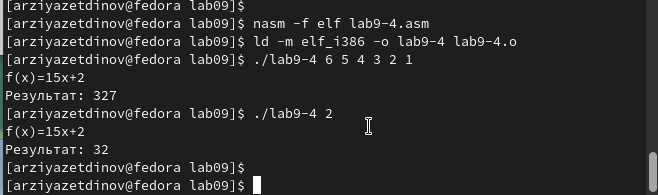 [arziyazetdinov@fedora lab09]$
[arziyazetdinov@fedora lab09]$ nasm -f elf lab9-4.asm
[arziyazetdinov@fedora lab09]$ ld -m elf_i386 -o lab9-4 lab9-4.o
[arziyazetdinov@fedora lab09]$ ./lab9-4 6 5 4 3 2 1
f(x)=15x+2
Результат: 327
[arziyazetdinov@fedora lab09]$ ./lab9-4 2
f(x)=15x+2
Результат: 32
[arziyazetdinov@fedora lab09]$
[arziyazetdinov@fedora lab09]$